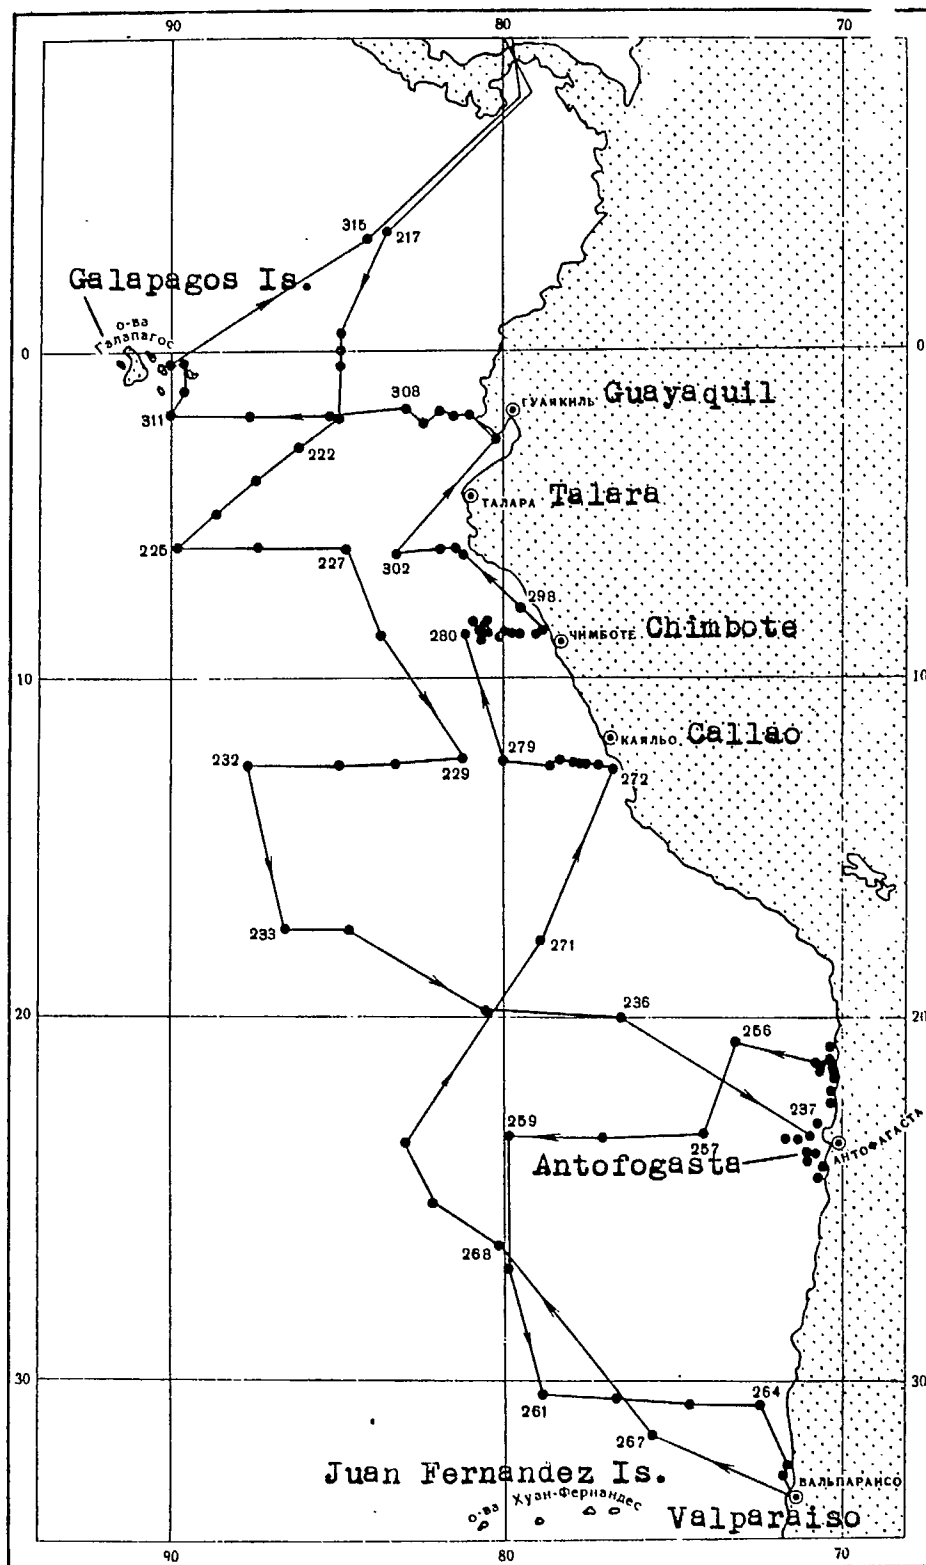 90 80 70
315
217
Galapagos Is.
о-ва
Галапагос
0 0
308
311
ГУАЯКИЛЬ Guayaquil
222
ТАЛАРА Talara
225
227
302
298
280
ЧИМБОТЕ Chimbote
10 10
КАЯЛЬО Callao
232
229
279
272
233
271
236
20 20
256
237
259
257
АНТОФАГАСТА
Antofogasta
268
30 30
261
264
267
Juan Fernandez Is.
ВАЛЬПАРАИСО
о-ва Хуан-Фернандес
Valparaiso
90 80 70